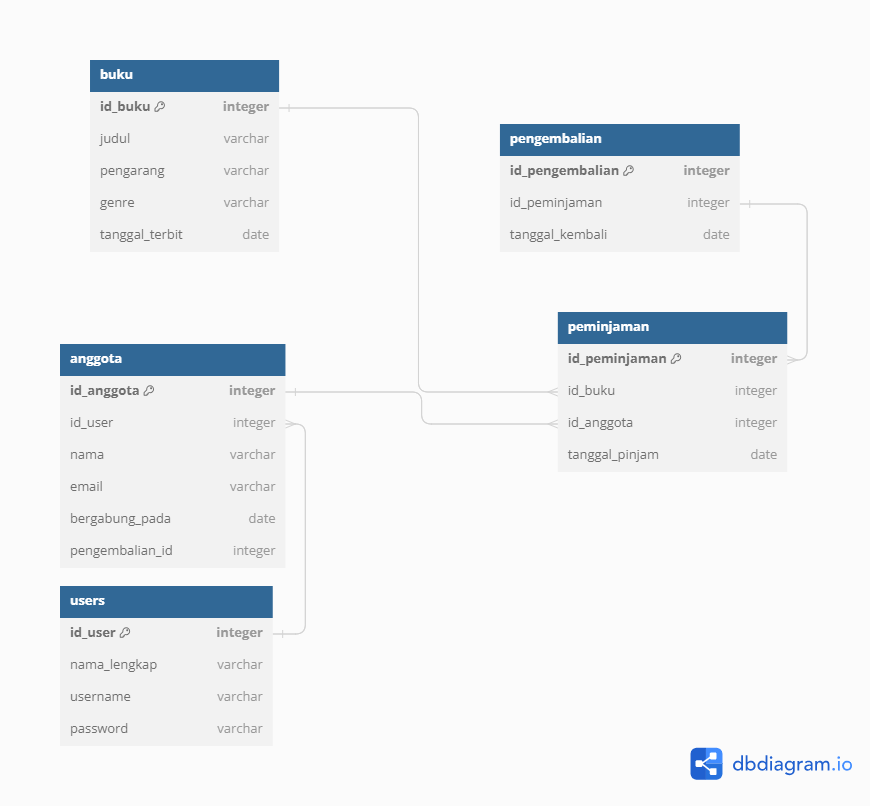 buku
id_buku integer
judul varchar
pengarang varchar
genre varchar
tanggal_terbit date
pengembalian
id_pengembalian integer
id_peminjaman integer
tanggal_kembali date
peminjaman
id_peminjaman integer
id_buku integer
id_anggota integer
tanggal_pinjam date
anggota
id_anggota integer
id_user integer
nama varchar
email varchar
bergabung_pada date
pengembalian_id integer
users
id_user integer
nama_lengkap varchar
username varchar
password varchar
dbdiagram.io